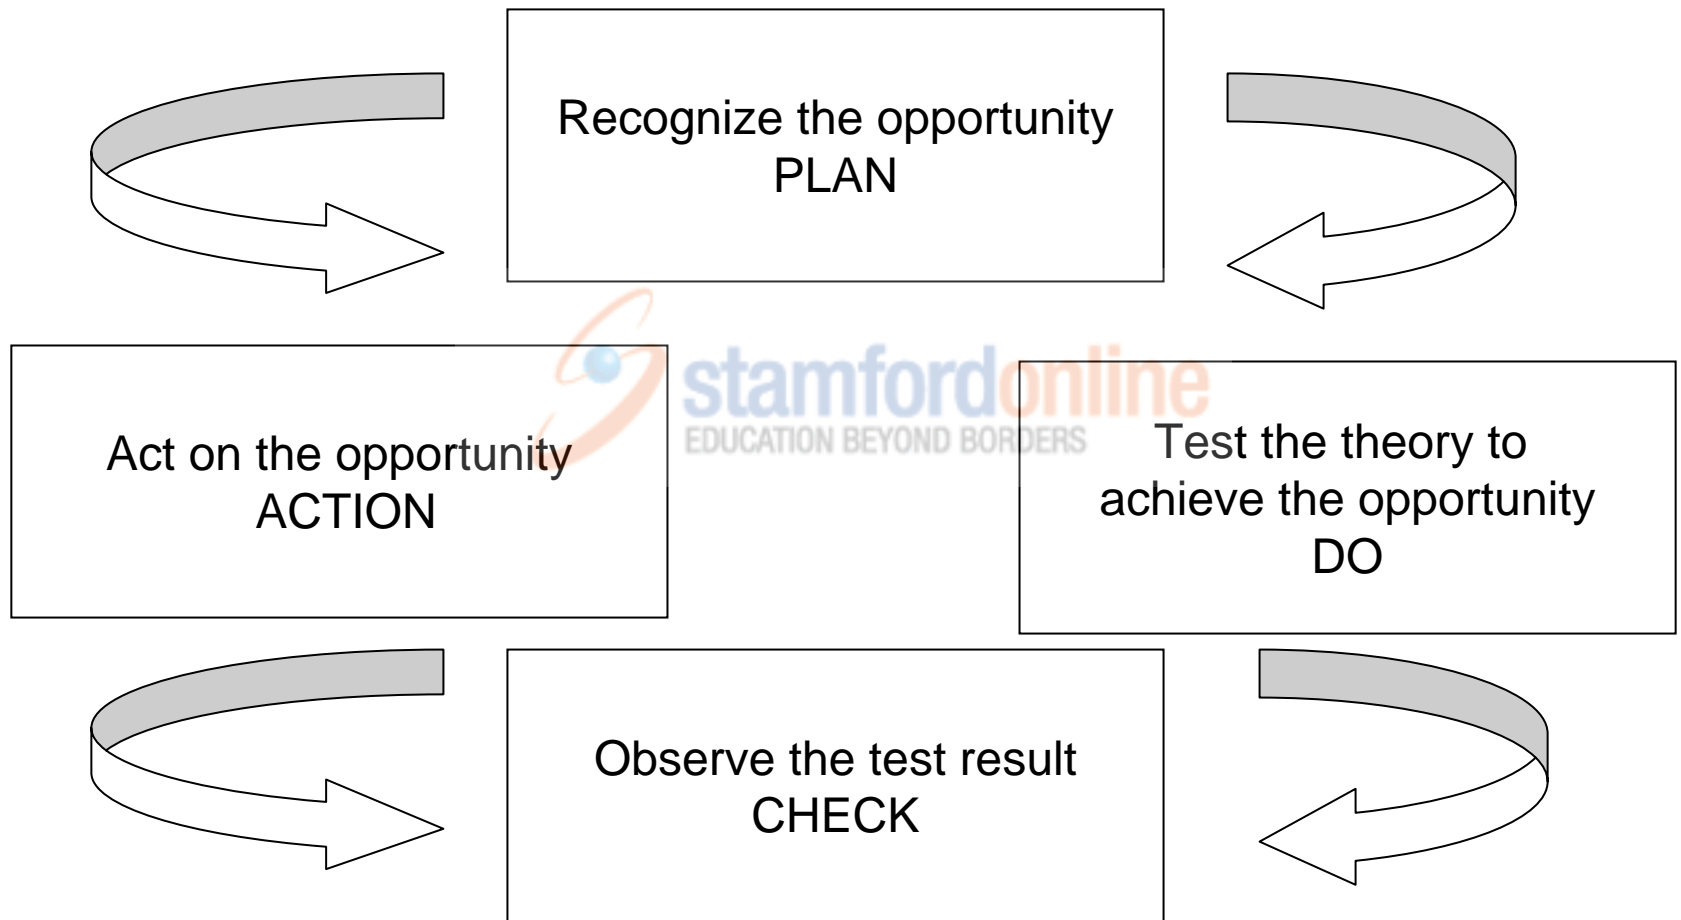 Recognize the opportunity
PLAN
stamfordonline
EDUCATION BEYOND BORDERS
Act on the opportunity
ACTION
Test the theory to
achieve the opportunity
DO
Observe the test result
CHECK